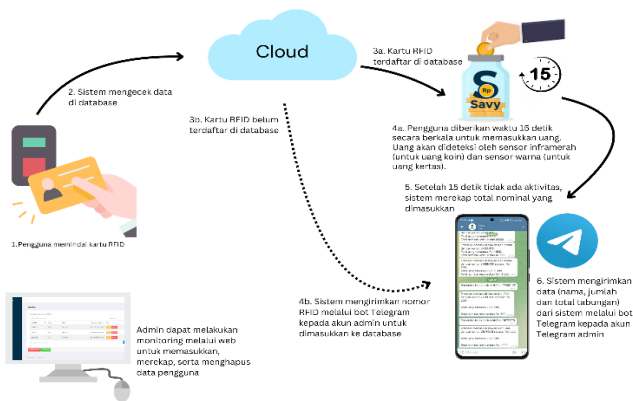 Cloud
3a. Kartu RFID
terdaftar di database
2. Sistem mengecek data
di database
15
S
Rp
Savy
3b. Kartu RFID belum
terdaftar di database
4a. Pengguna diberikan waktu 15 detik
secara berkala untuk memasukkan uang.
Uang akan dideteksi oleh sensor inframerah
(untuk uang koin) dan sensor warna (untuk
uang kertas).
5. Setelah 15 detik tidak ada aktivitas,
sistem merekap total nominal yang
dimasukkan
1.Pengguna memindai kartu RFID
6. Sistem mengirimkan
data (nama, jumlah
dan total tabungan)
dari sistem melalui bot
Telegram kepada akun
Telegram admin
4b. Sistem mengirimkan nomor
RFID melalui bot Telegram
kepada akun admin untuk
dimasukkan ke database
Admin dapat melakukan
monitoring melalui web
untuk memasukkan,
merekap, serta menghapus
data pengguna